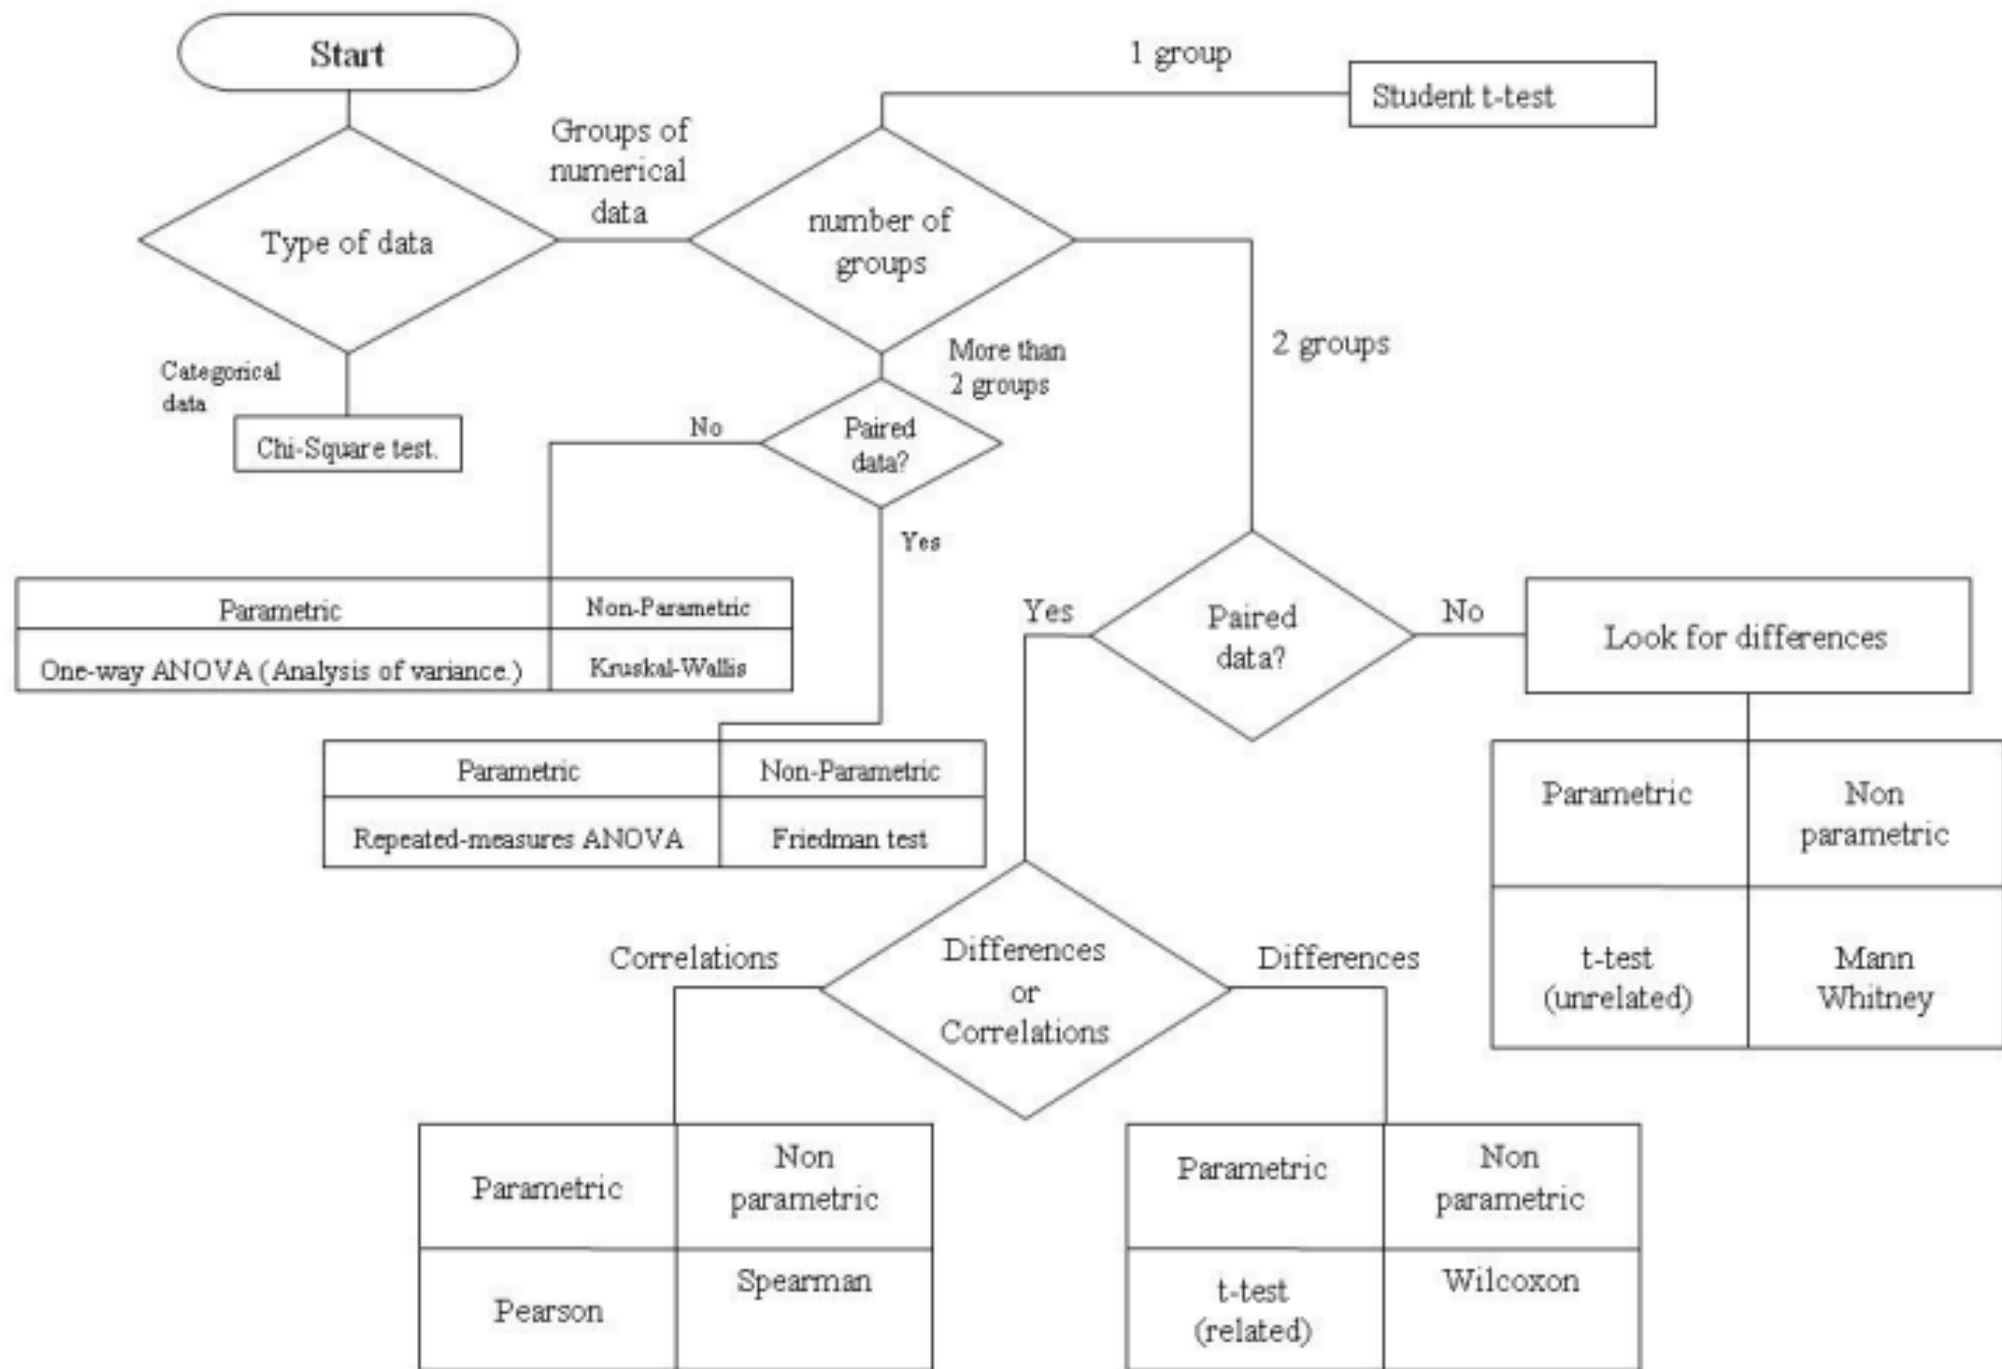 Start
1 group
Student t-test
Groups of
numerical
data
Type of data
number of
groups
2 groups
More than
2 groups
Categorical
data
Chi-Square test.
No
Paired
data?
Yes
Parametric
Non-Parametric
One-way ANOVA (Analysis of variance.)
Kruskal-Wallis
Yes
Paired
data?
No
Look for differences
Parametric
Non-Parametric
Repeated-measures ANOVA
Friedman test
Parametric
Non
parametric
t-test
(unrelated)
Mann
Whitney
Correlations
Differences
or
Correlations
Differences
Parametric
Non
parametric
Pearson
Spearman
Parametric
Non
parametric
t-test
(related)
Wilcoxon